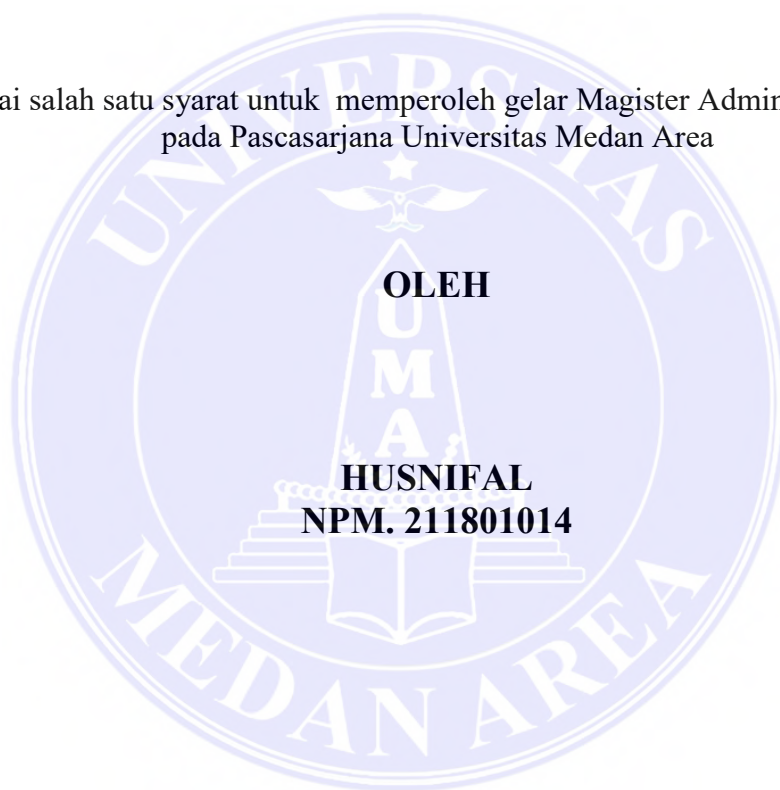 ai salah satu syarat untuk memperoleh gelar Magister Admin
pada Pascasarjana Universitas Medan Area
UNIVERSITAS
OLEH
UMA
HUSNIFAL
NPM. 211801014
MEDAN AREA